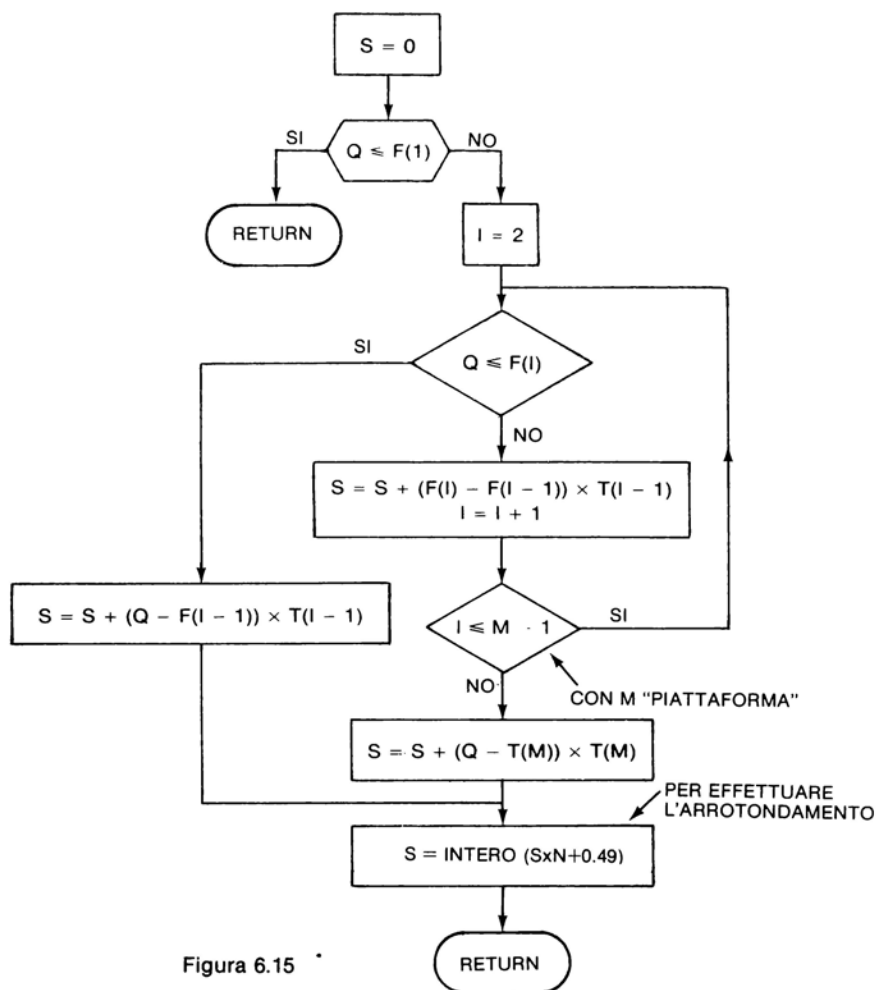 S = 0
SI
Q ≤ F(1)
NO
RETURN
I = 2
SI
Q ≤ F(I)
NO
S = S + (F(I) − F(I − 1)) × T(I − 1)
I = I + 1
S = S + (Q − F(I − 1)) × T(I − 1)
I ≤ M · 1
SI
NO
CON M "PIATTAFORMA"
S = S + (Q − T(M)) × T(M)
PER EFFETTUARE
L'ARROTONDAMENTO
S = INTERO (SxN+0.49)
Figura 6.15
RETURN